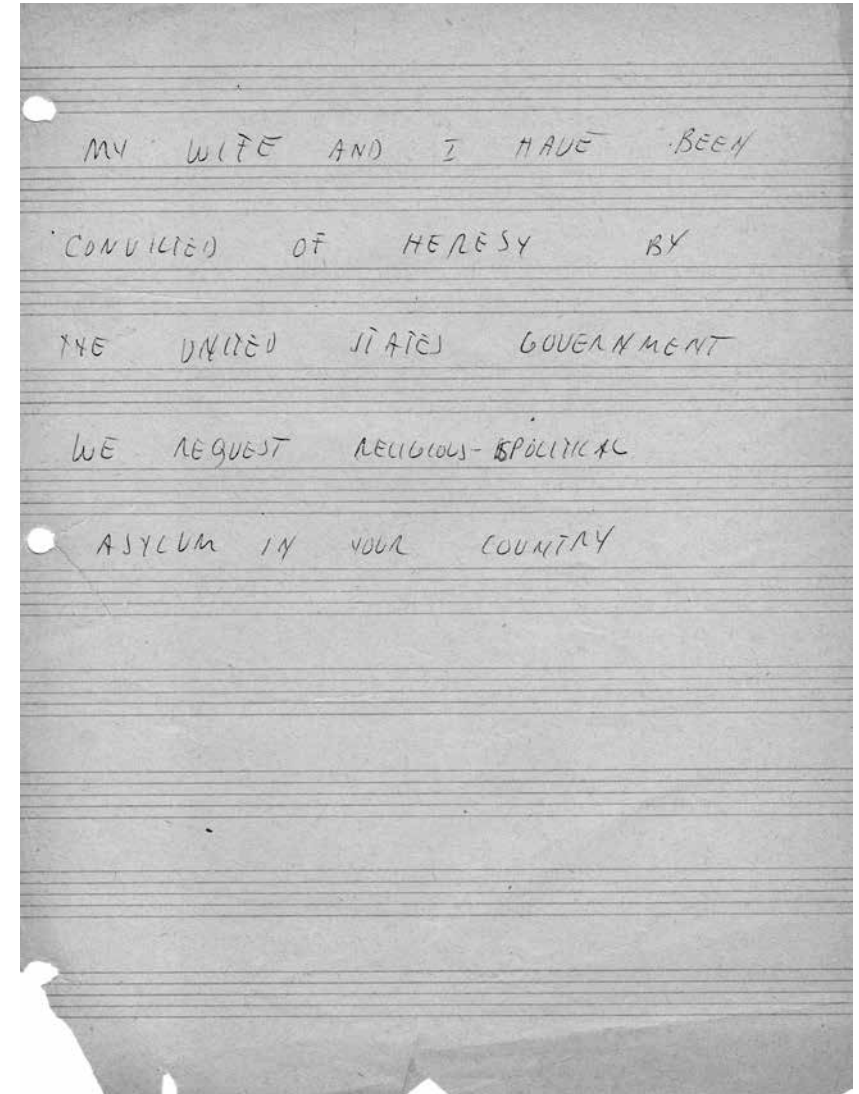 MY WIFE AND I HAVE BEEN
CONVICTED OF HERESY BY
THE UNITED STATES GOVERNMENT
WE REQUEST RELIGIOUS-POLITICAL
ASYLUM IN YOUR COUNTRY